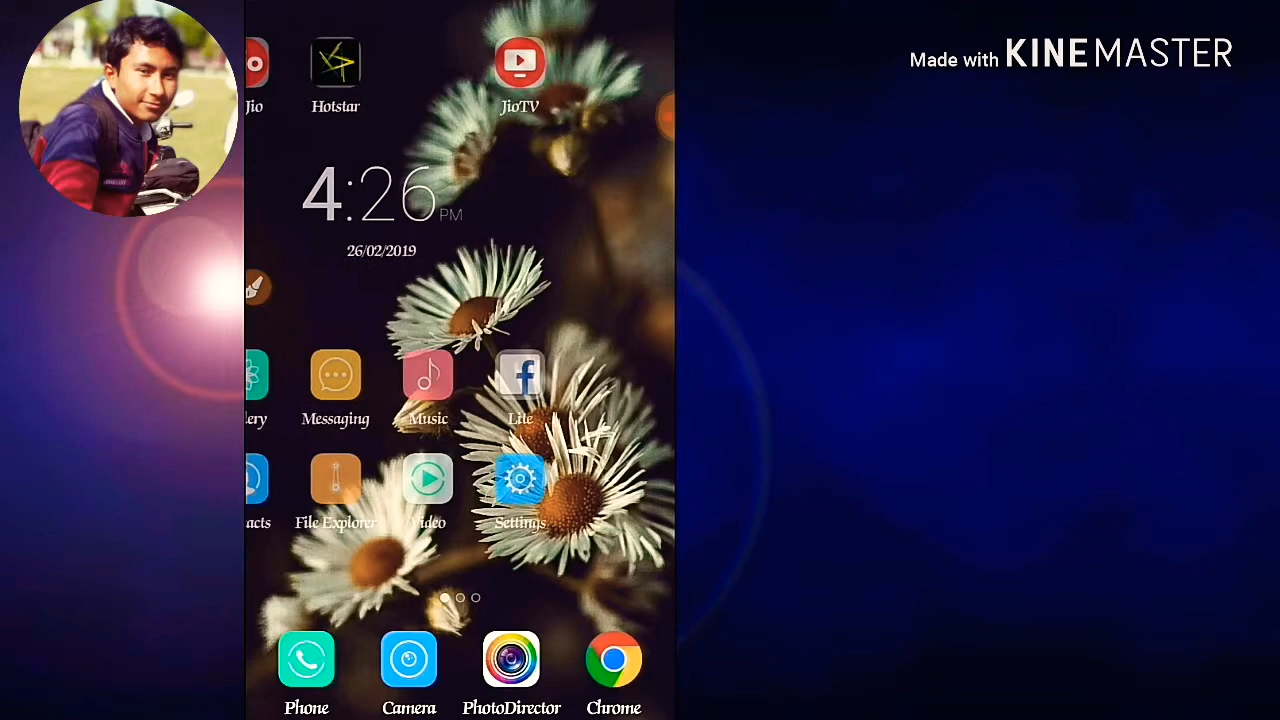 Made with KINEMASTER
Jio Hotstar JioTV
4:26 PM
26/02/2019
lery Messaging Music Lite
acts File Explorer Video Settings
Phone Camera PhotoDirector Chrome